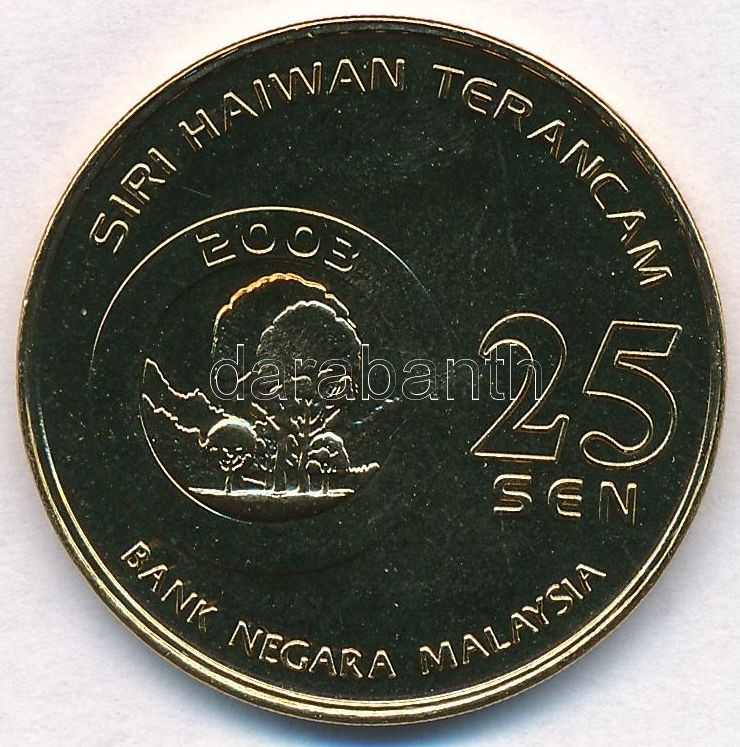 SIRI HAIWAN TERANCAM
2003
darabanth
25
SEN
BANK NEGARA MALAYSIA